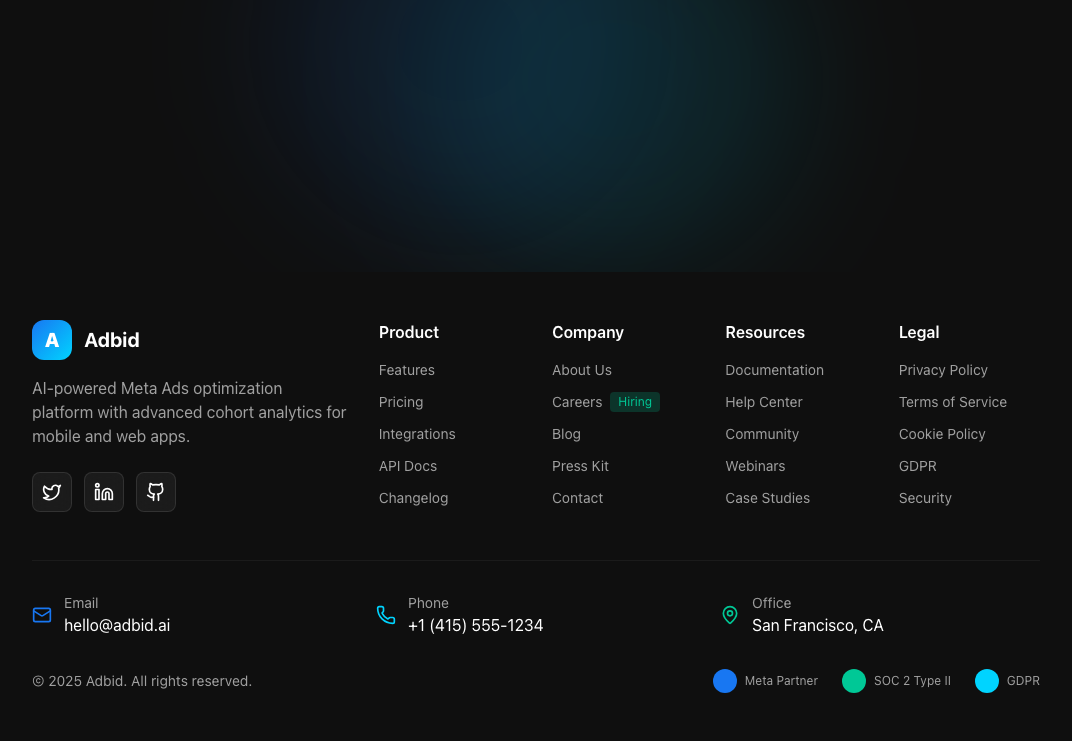 A
Adbid
AI-powered Meta Ads optimization
platform with advanced cohort analytics for
mobile and web apps.
Product
Features
Pricing
Integrations
API Docs
Changelog
Company
About Us
Careers Hiring
Blog
Press Kit
Contact
Resources
Documentation
Help Center
Community
Webinars
Case Studies
Legal
Privacy Policy
Terms of Service
Cookie Policy
GDPR
Security
Email
hello@adbid.ai
Phone
+1 (415) 555-1234
Office
San Francisco, CA
© 2025 Adbid. All rights reserved.
Meta Partner
SOC 2 Type II
GDPR